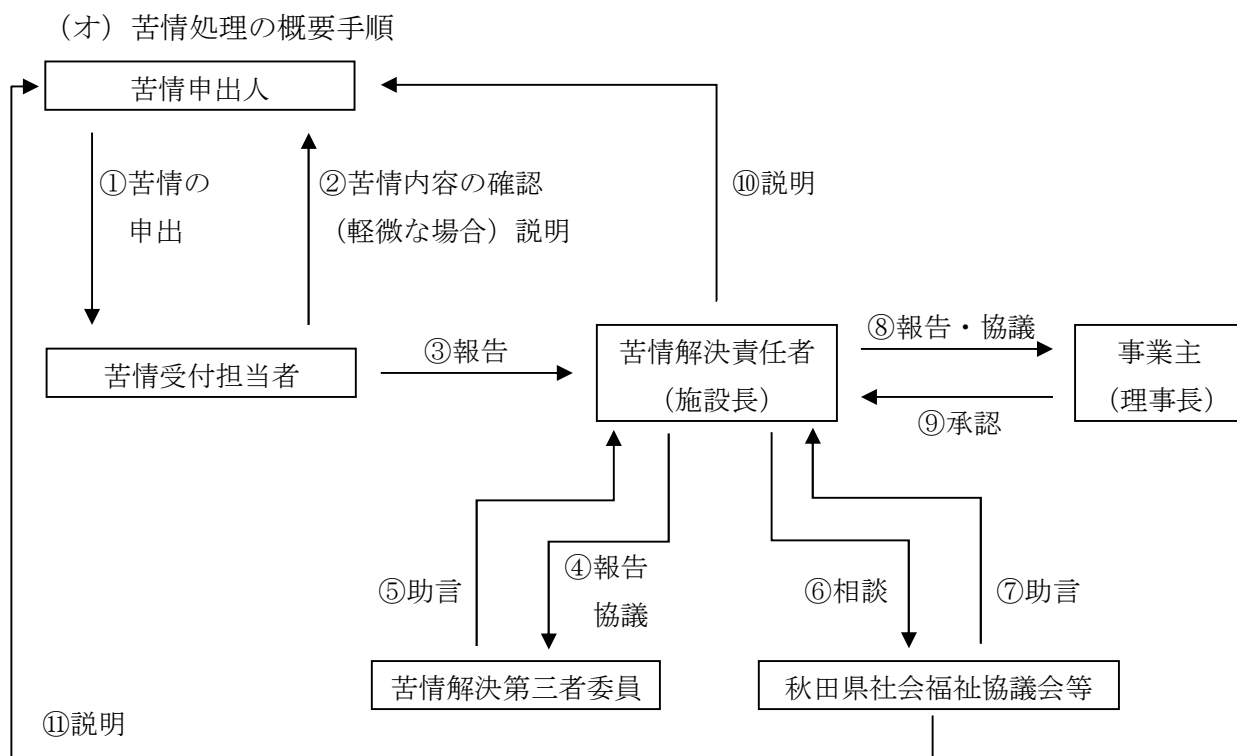 （オ）苦情処理の概要手順
苦情申出人
①苦情の
申出
②苦情内容の確認
（軽微な場合）説明
⑩説明
苦情受付担当者
③報告
苦情解決責任者
（施設長）
⑧報告・協議
⑨承認
事業主
（理事長）
⑤助言
④報告
協議
⑥相談
⑦助言
苦情解決第三者委員
秋田県社会福祉協議会等
⑪説明